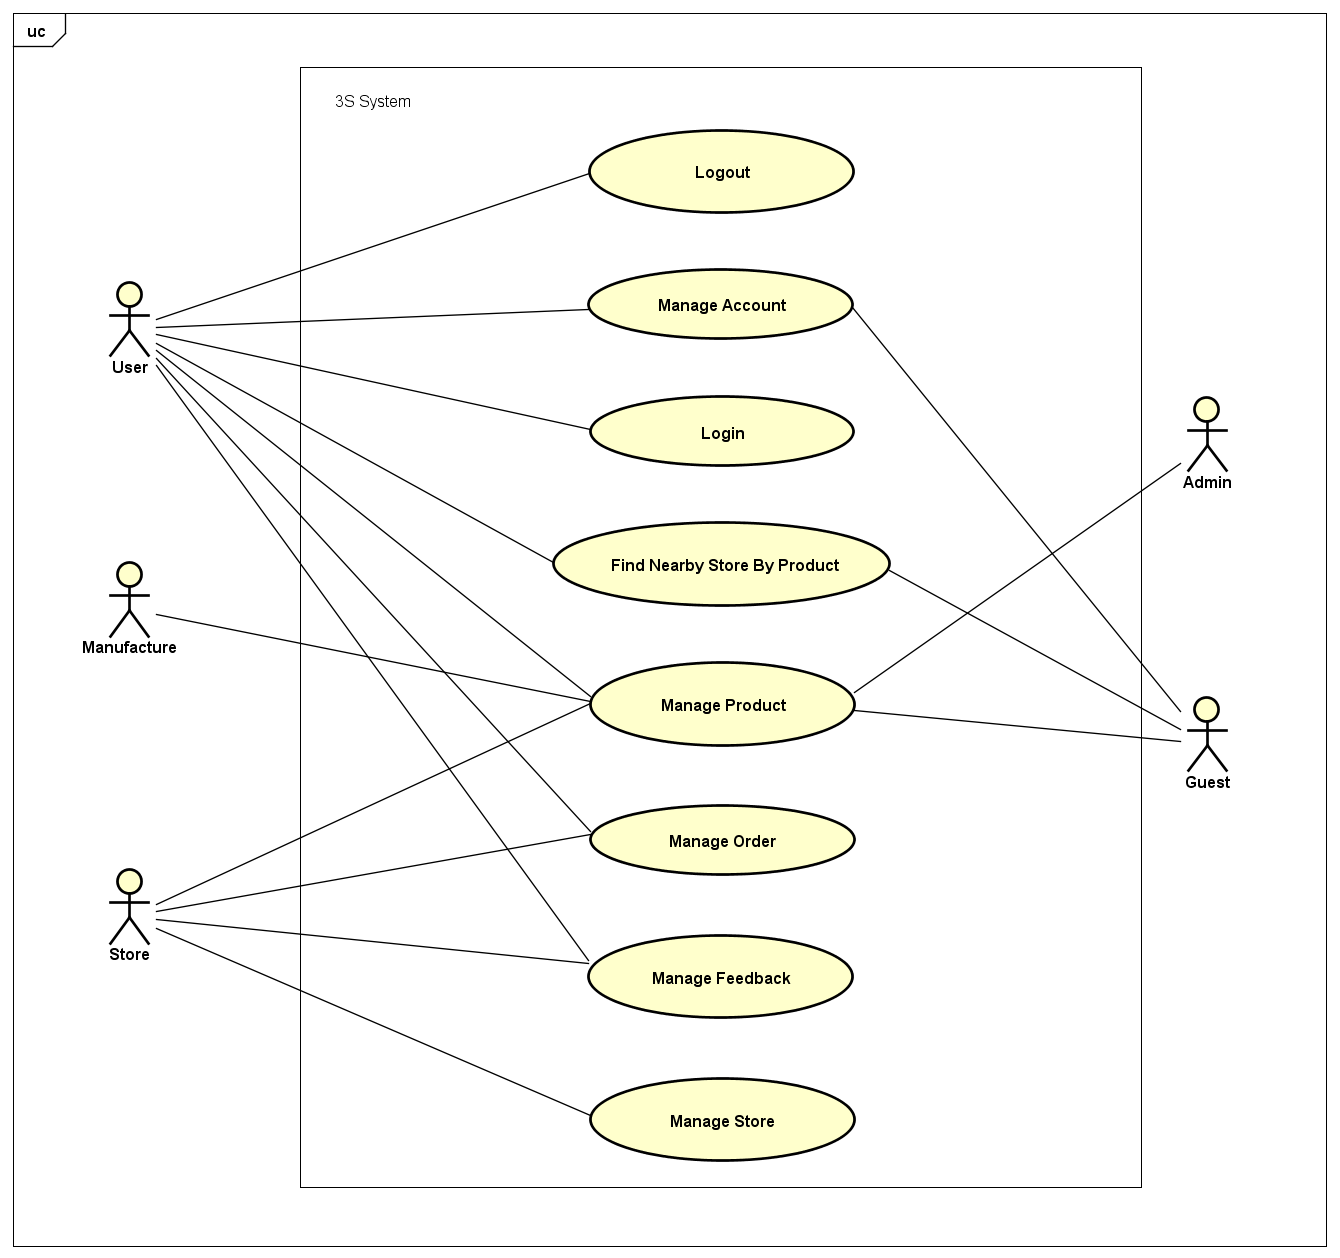 uc
3S System
Logout
Manage Account
User
Login
Admin
Find Nearby Store By Product
Manufacture
Manage Product
Guest
Manage Order
Store
Manage Feedback
Manage Store